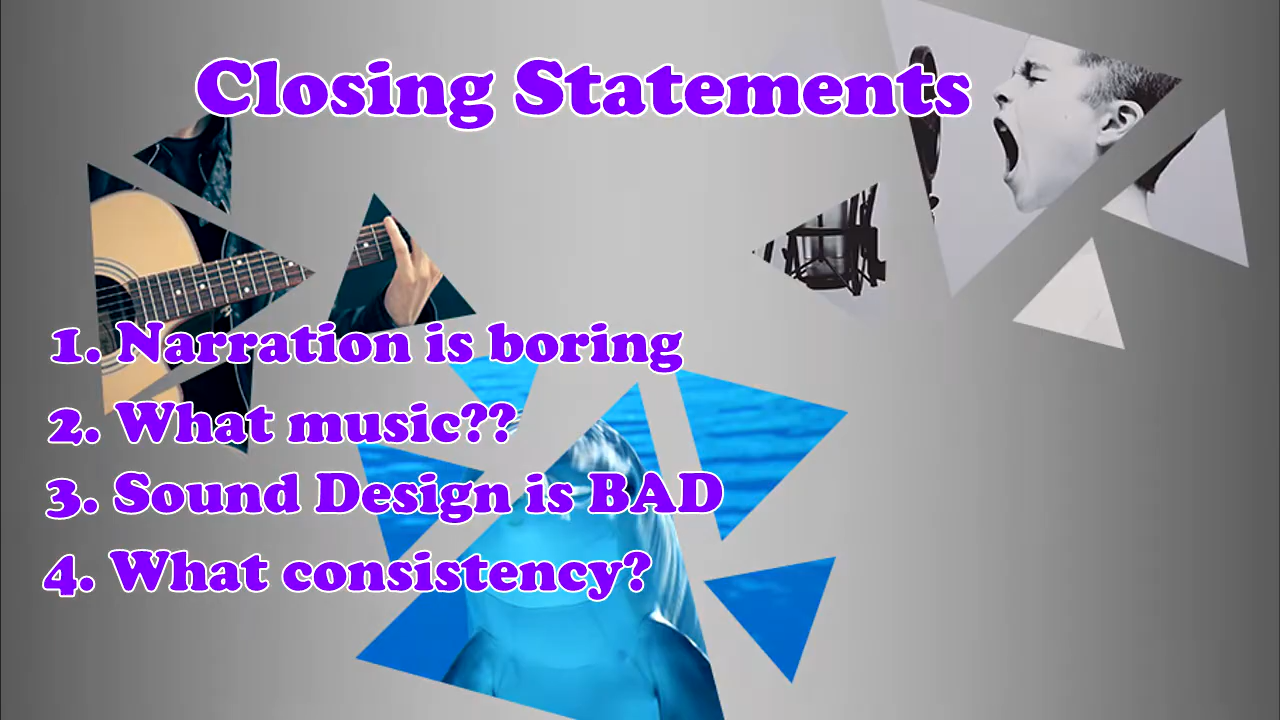 Closing Statements
1. Narration is boring
2. What music??
3. Sound Design is BAD
4. What consistency?